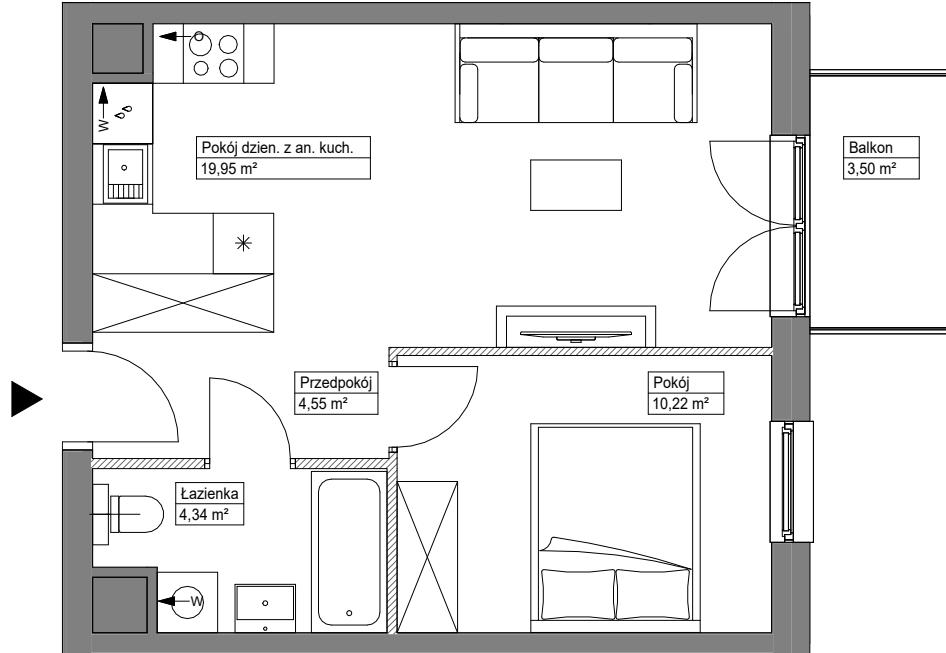 Pokój dzien. z an. kuch.
19,95 m²
Balkon
3,50 m²
W
Przedpokój
4,55 m²
Pokój
10,22 m²
Łazienka
4,34 m²
W